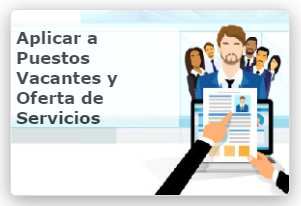 Aplicar a
Puestos
Vacantes y
Oferta de
Servicios